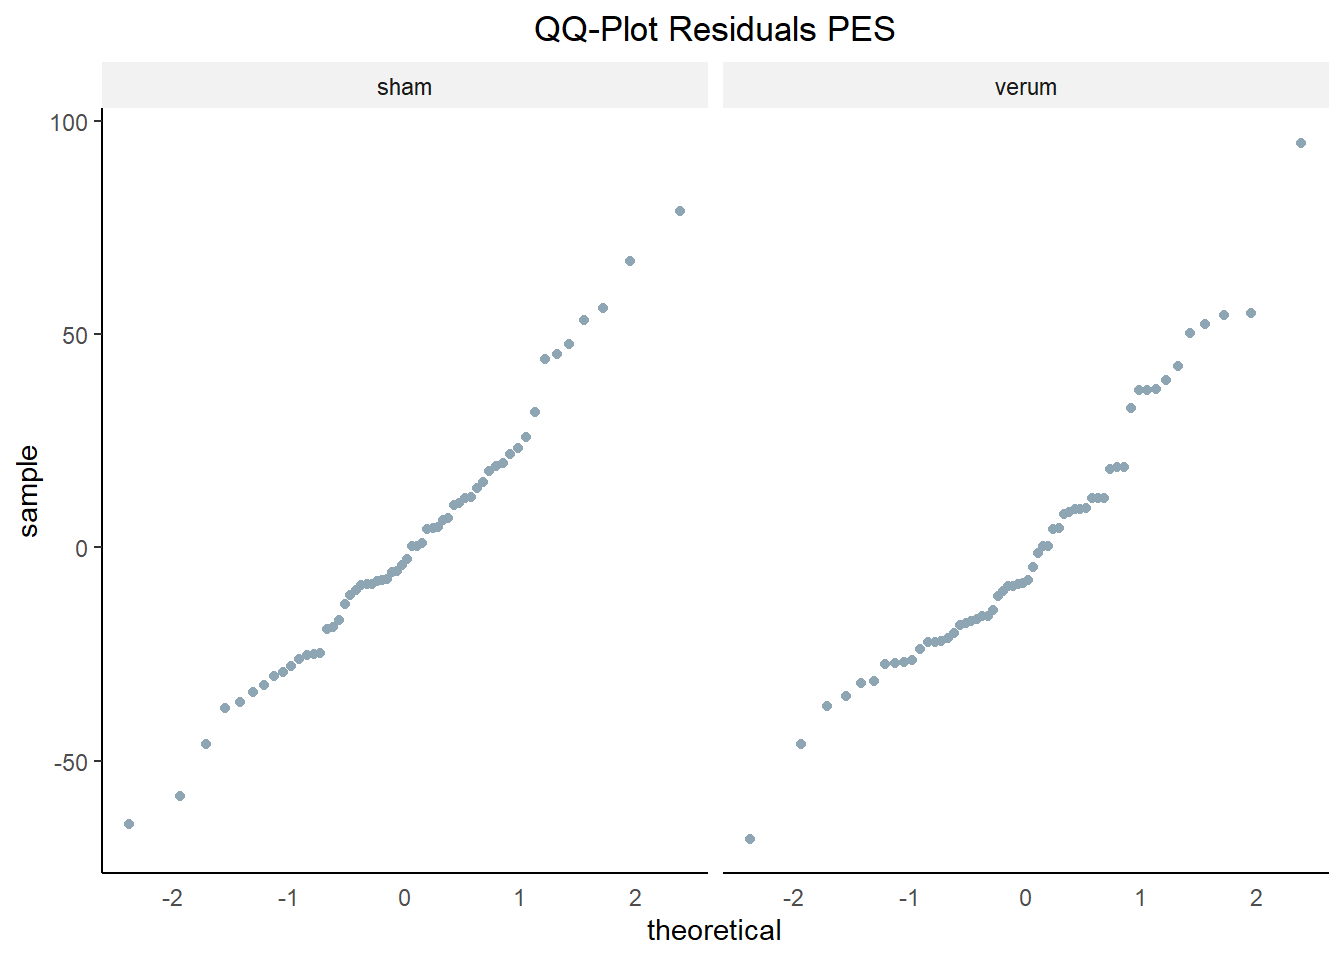 QQ-Plot Residuals PES
sham verum
100
50
0
-50
sample
-2 -1 0 1 2 -2 -1 0 1 2
theoretical